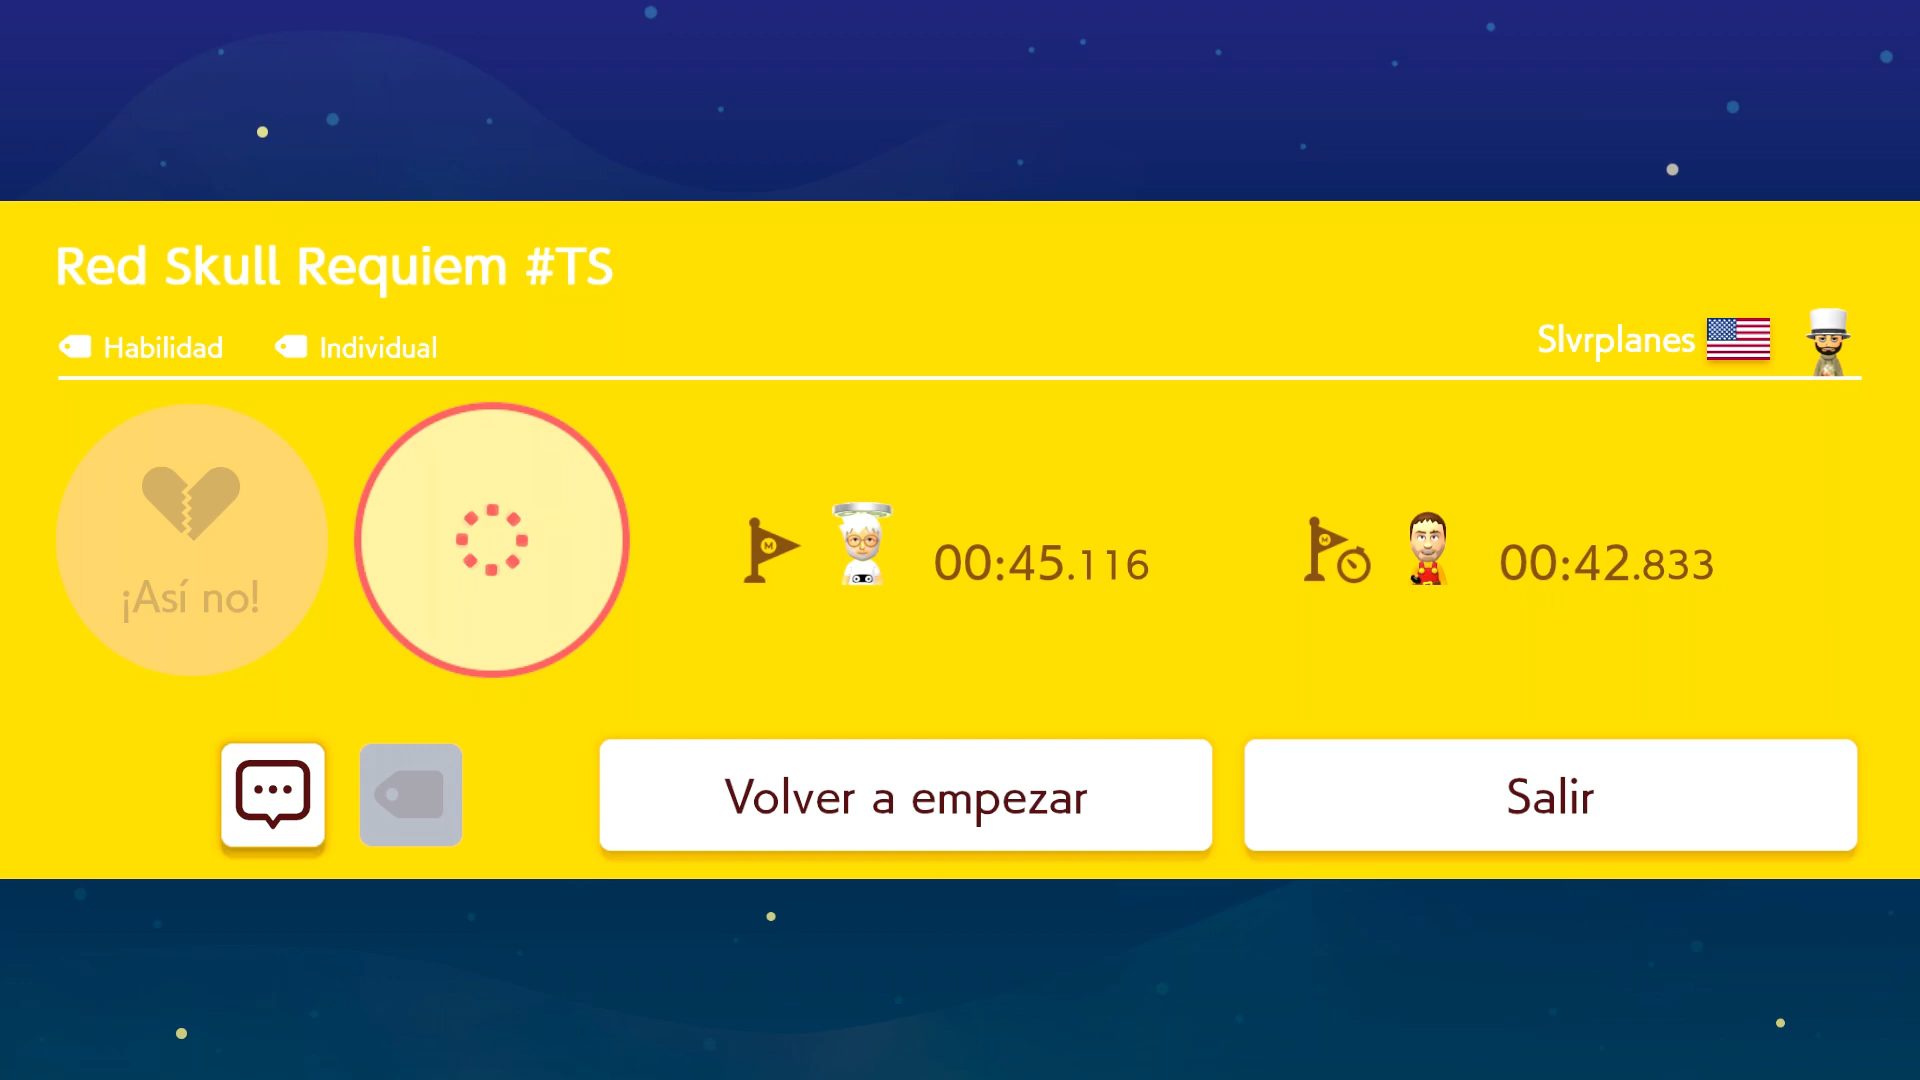 Red Skull Requiem #TS
Habilidad
Individual
Slvrplanes
¡Así no!
M
00:45.116
M
00:42.833
Volver a empezar
Salir